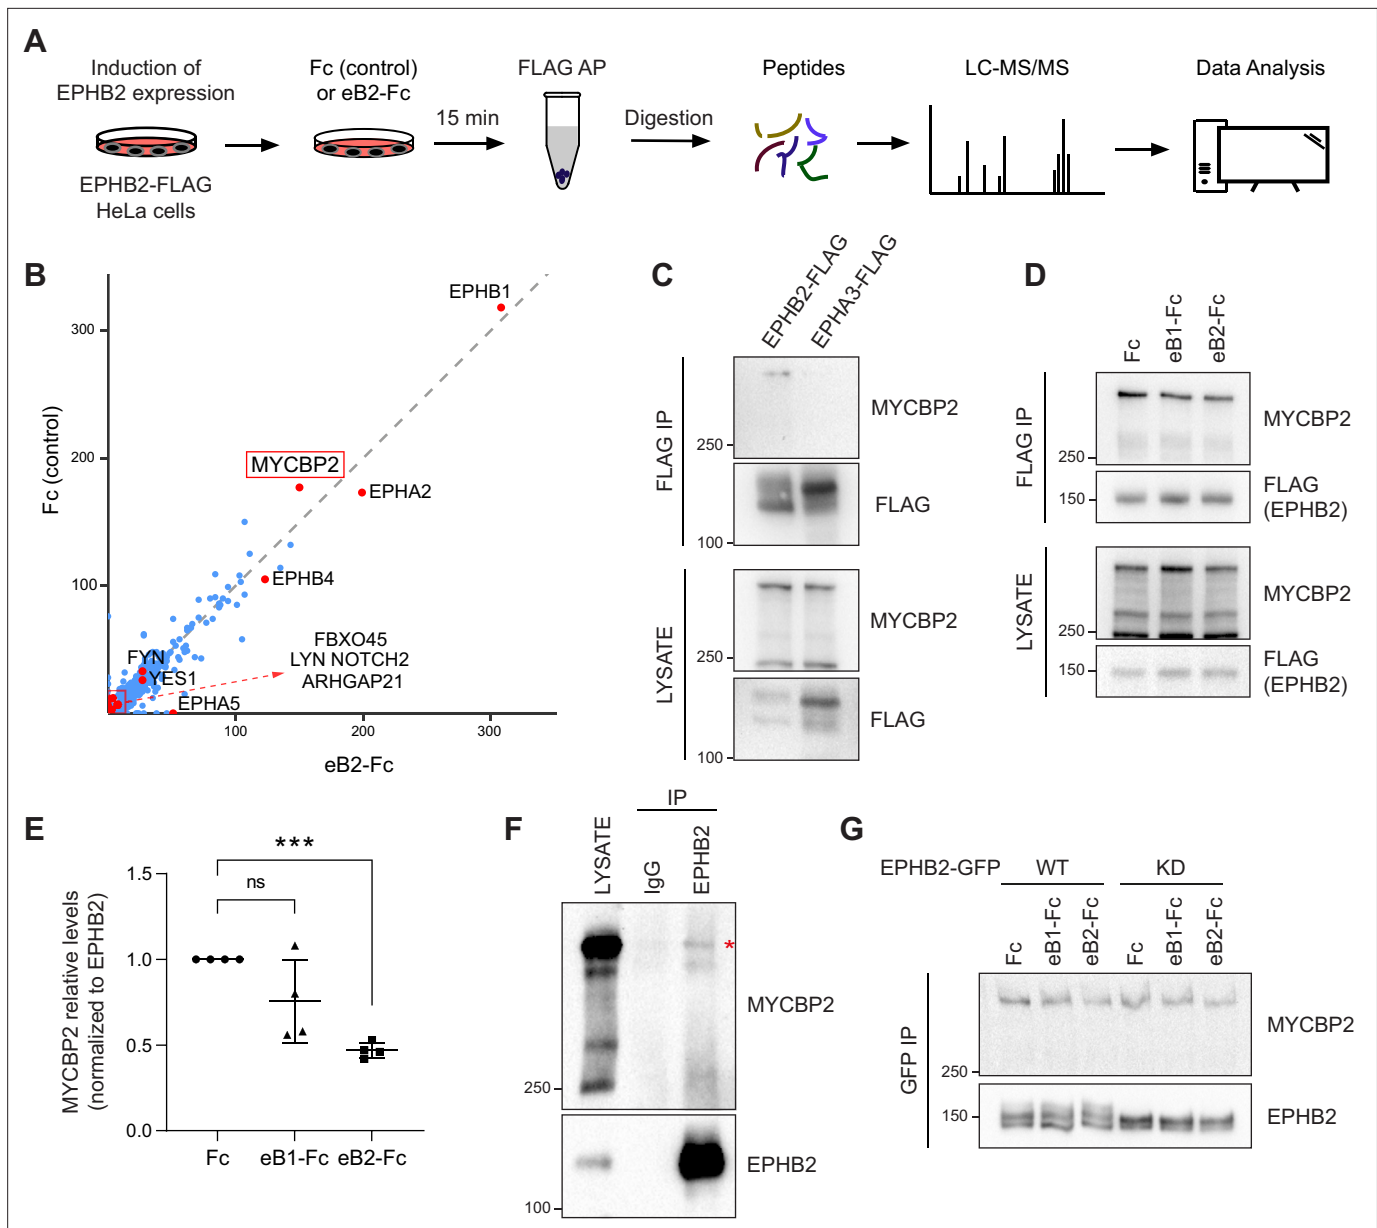 A
Induction of
EPHB2 expression
EPHB2-FLAG
HeLa cells
Fc (control)
or eB2-Fc
15 min
FLAG AP
Digestion
Peptides
LC-MS/MS
Data Analysis
B
Fc (control)
300
200
100
EPHB1
MYCBP2
EPHA2
EPHB4
FBXO45
LYN NOTCH2
ARHGAP21
FYN
YES1
EPHA5
100
200
300
eB2-Fc
C
EPHB2-FLAG
EPHA3-FLAG
FLAG IP
MYCBP2
250
FLAG
100
LYSATE
MYCBP2
250
FLAG
100
D
Fc
eB1-Fc
eB2-Fc
FLAG IP
MYCBP2
250
150
FLAG
(EPHB2)
LYSATE
MYCBP2
250
150
FLAG
(EPHB2)
E
MYCBP2 relative levels
(normalized to EPHB2)
1.5
1.0
0.5
0.0
***
ns
Fc
eB1-Fc
eB2-Fc
F
IP
LYSATE
IgG
EPHB2
*
MYCBP2
250
EPHB2
100
G
EPHB2-GFP
WT
KD
Fc
eB1-Fc
eB2-Fc
Fc
eB1-Fc
eB2-Fc
GFP IP
MYCBP2
250
150
EPHB2